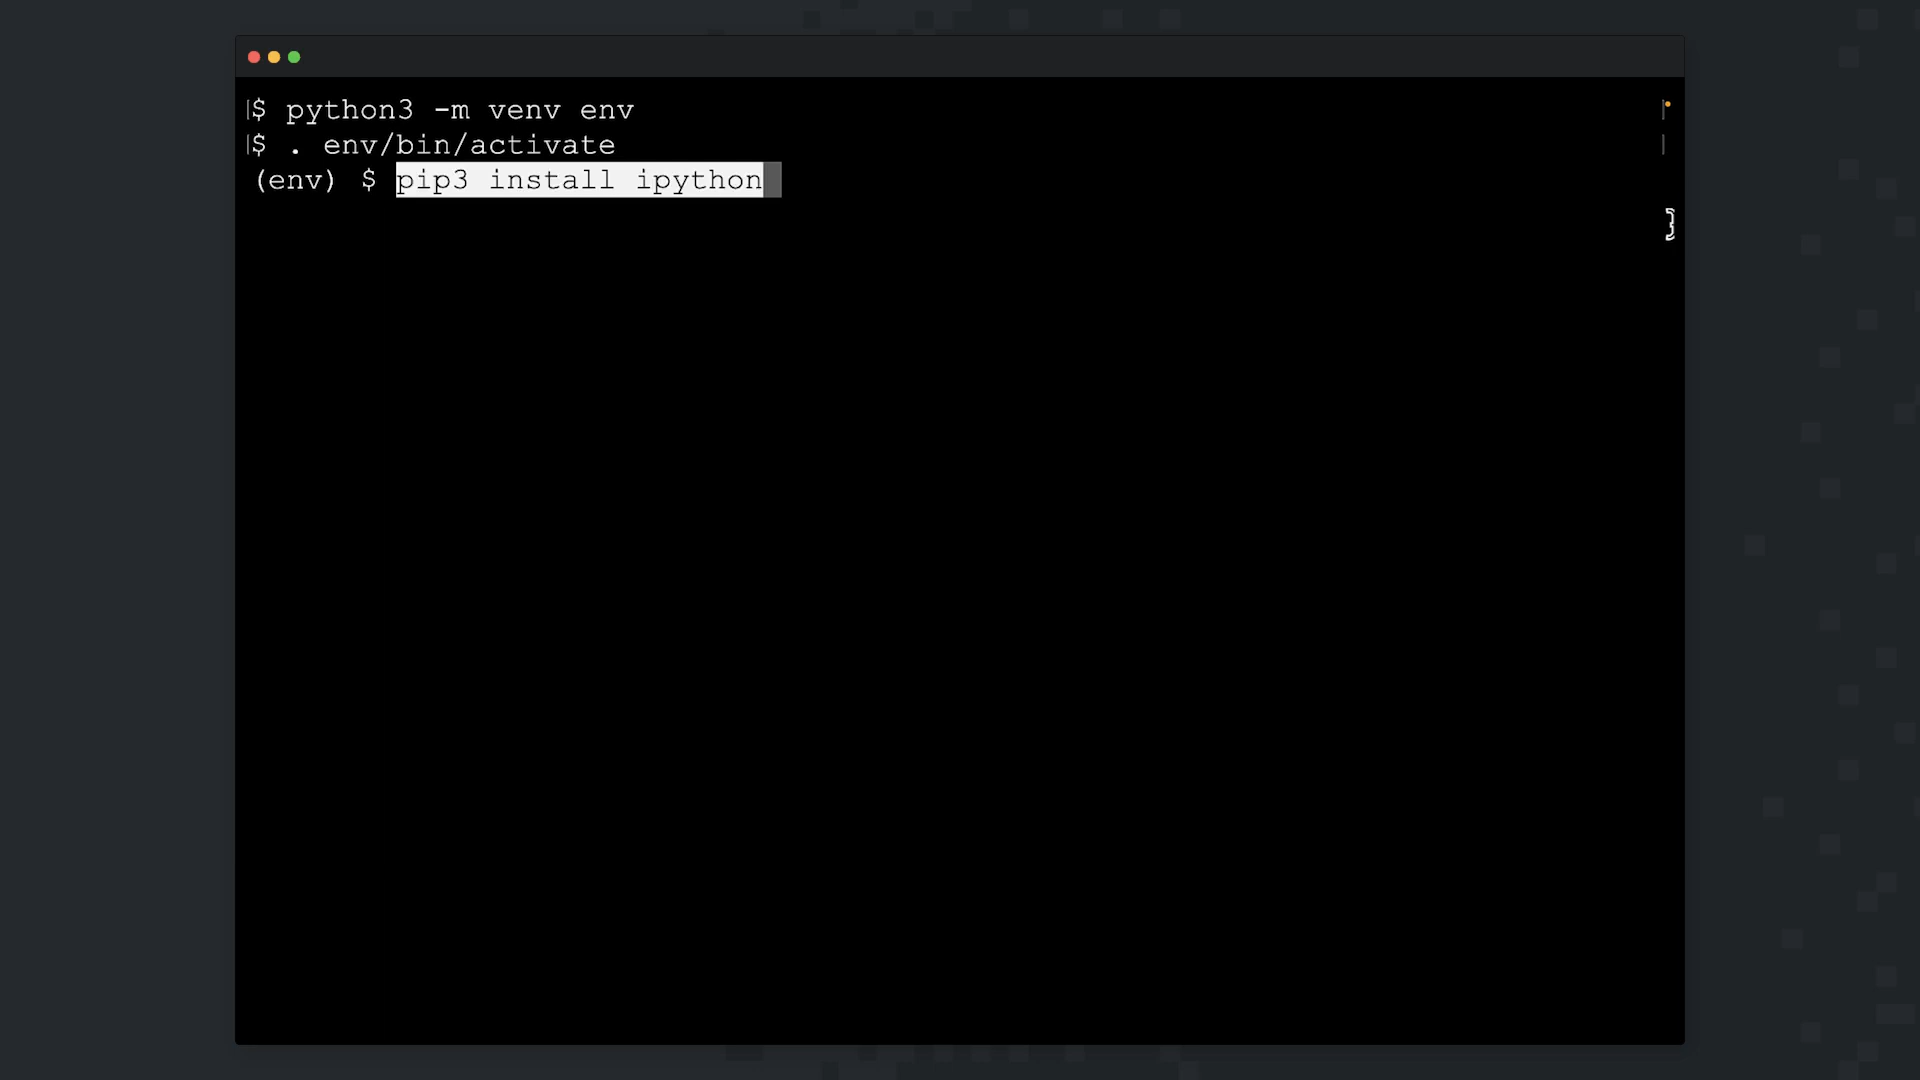 $ python3 -m venv env
$ . env/bin/activate
(env) $ pip3 install ipython